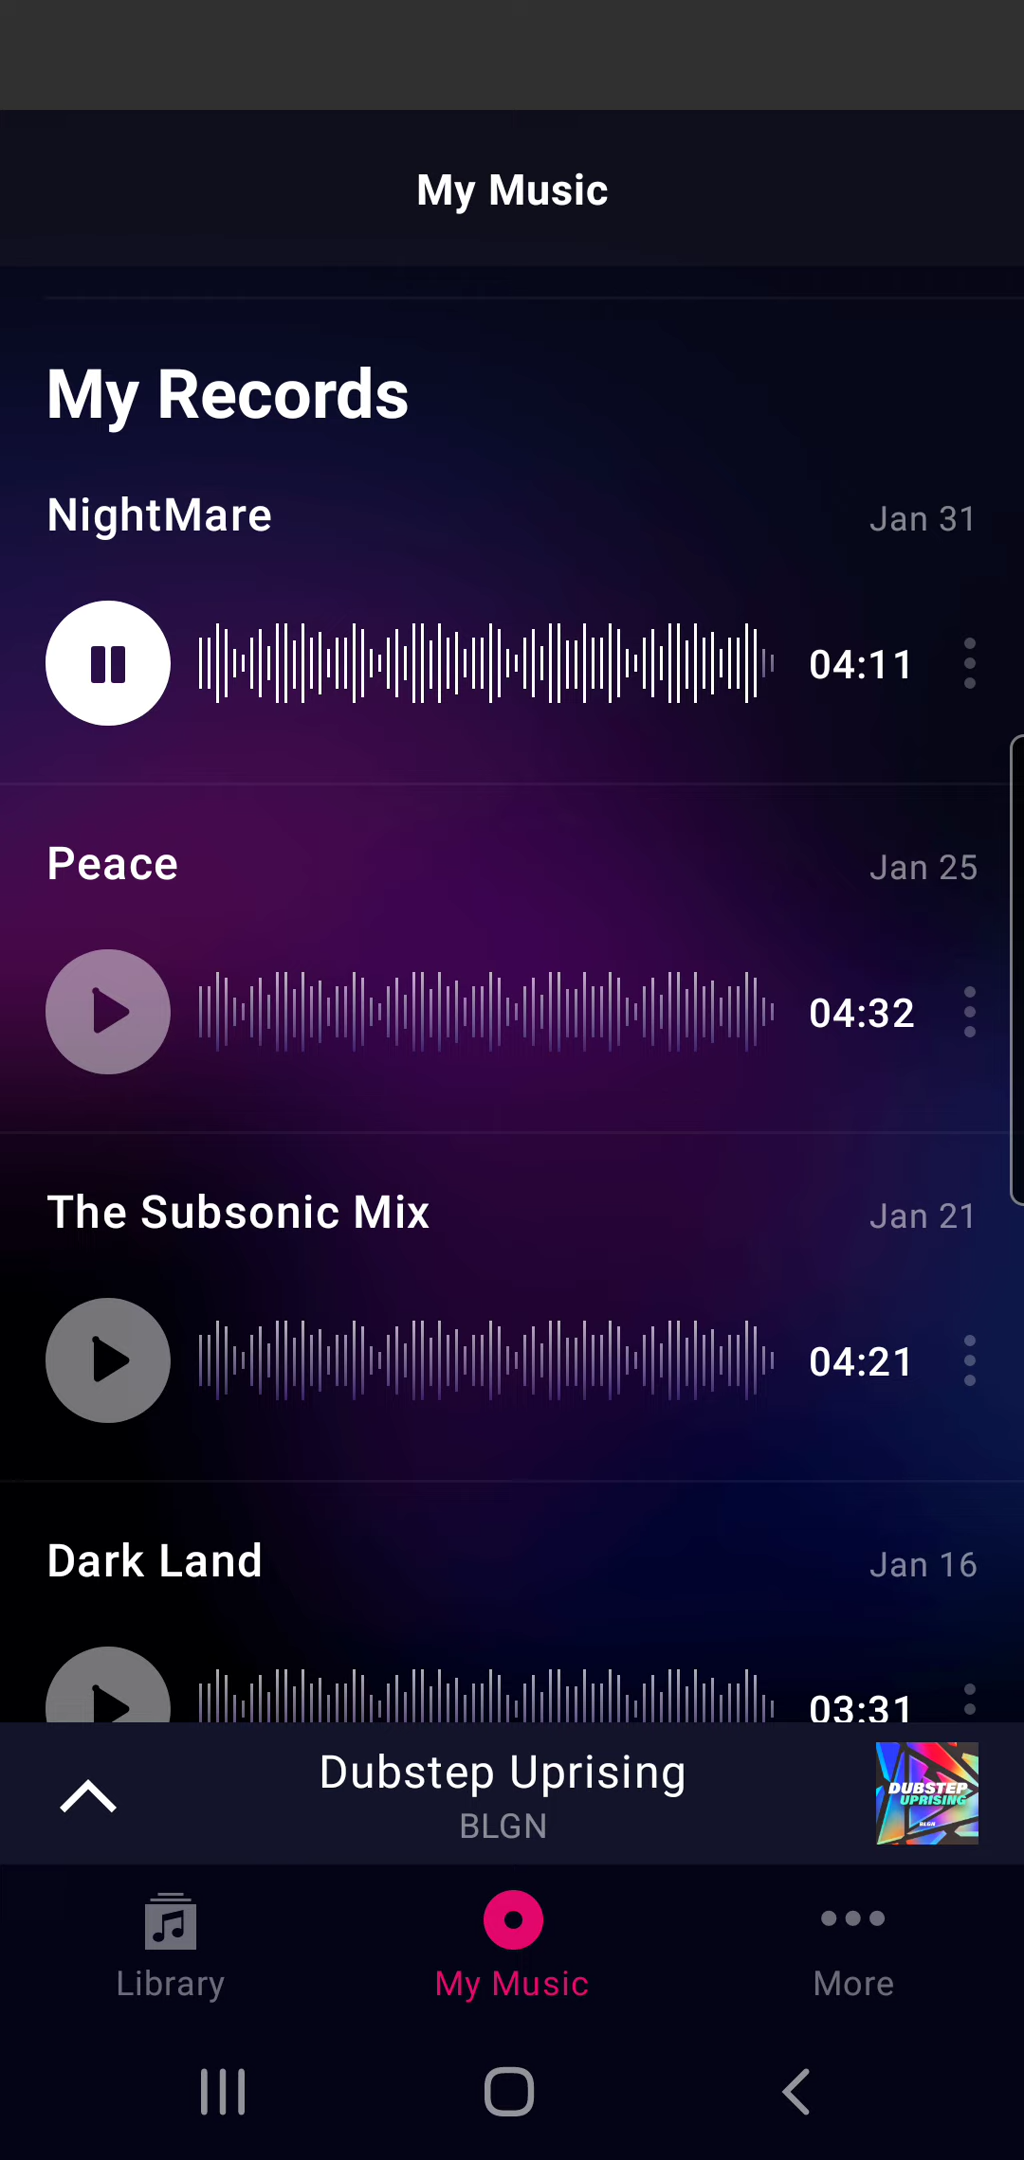 My Music
My Records
NightMare
Jan 31
04:11
Peace
Jan 25
04:32
The Subsonic Mix
Jan 21
04:21
Dark Land
Jan 16
03:31
Dubstep Uprising
BLGN
DUBSTEP
UPRISING
BLGN
Library
My Music
More